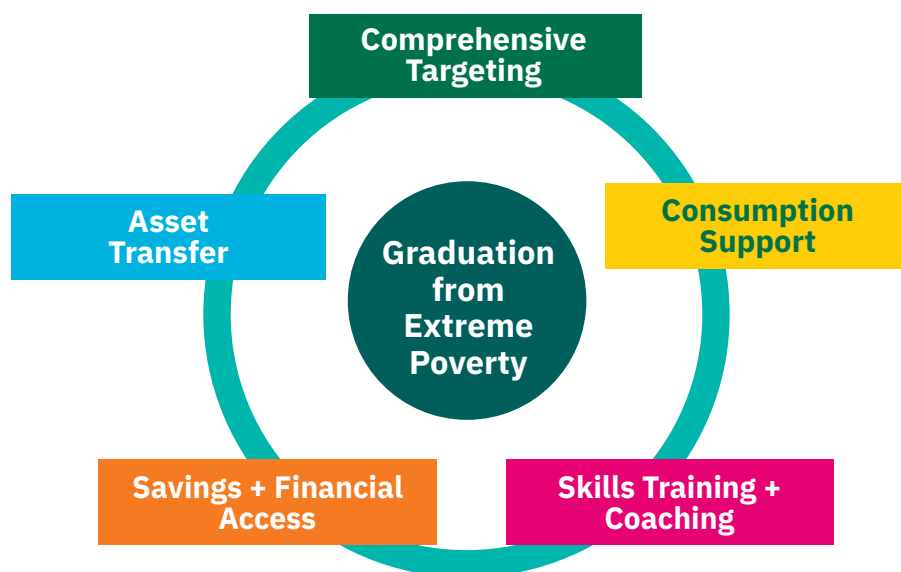 Comprehensive
Targeting
Asset
Transfer
Consumption
Support
Graduation
from
Extreme
Poverty
Savings + Financial
Access
Skills Training +
Coaching